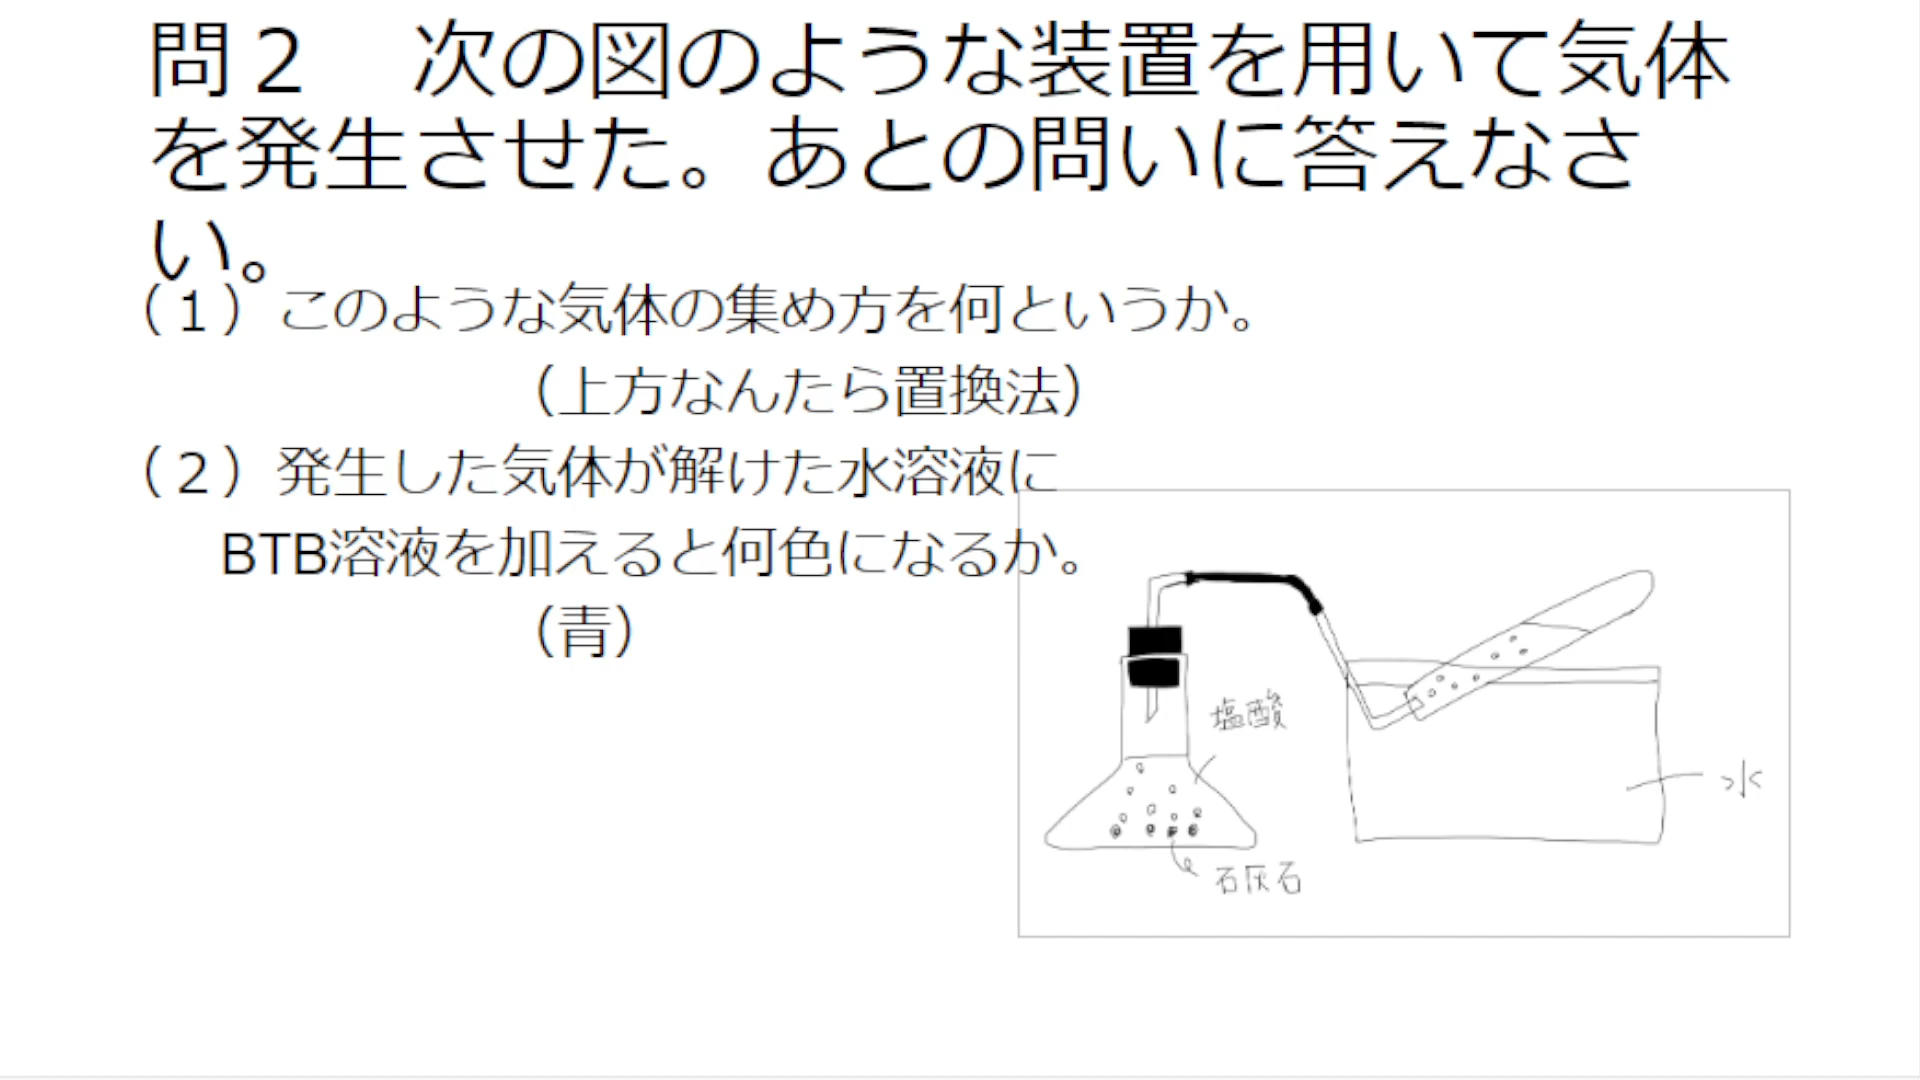 問２　次の図のような装置を用いて気体
を発生させた。あとの問いに答えなさ
い。
（１）このような気体の集め方を何というか。
（上方なんたら置換法）
（２）発生した気体が解けた水溶液に
BTB溶液を加えると何色になるか。
（青）
塩酸
水
石灰石